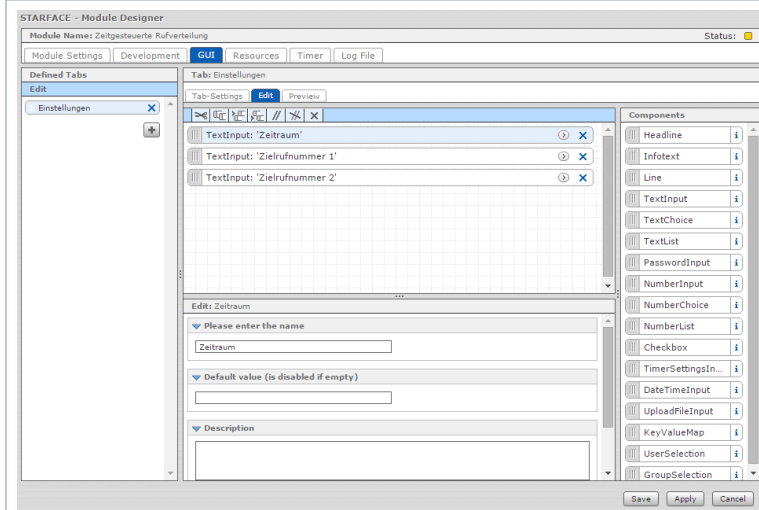 STARFACE - Module Designer
Module Name: Zeitgesteuerte Rufverteilung
Status:
Module Settings
Development
GUI
Resources
Timer
Log File
Defined Tabs
Edit
Einstellungen
Tab: Einstellungen
Tab-Settings
Edit
Preview
TextInput: 'Zeitraum'
TextInput: 'Zielrufnummer 1'
TextInput: 'Zielrufnummer 2'
Edit: Zeitraum
Please enter the name
Zeitraum
Default value (is disabled if empty)
Description
Components
Headline
Infotext
Line
TextInput
TextChoice
TextList
PasswordInput
NumberInput
NumberChoice
NumberList
Checkbox
TimerSettingsIn...
DateTimeInput
UploadFileInput
KeyValueMap
UserSelection
GroupSelection
Save
Apply
Cancel